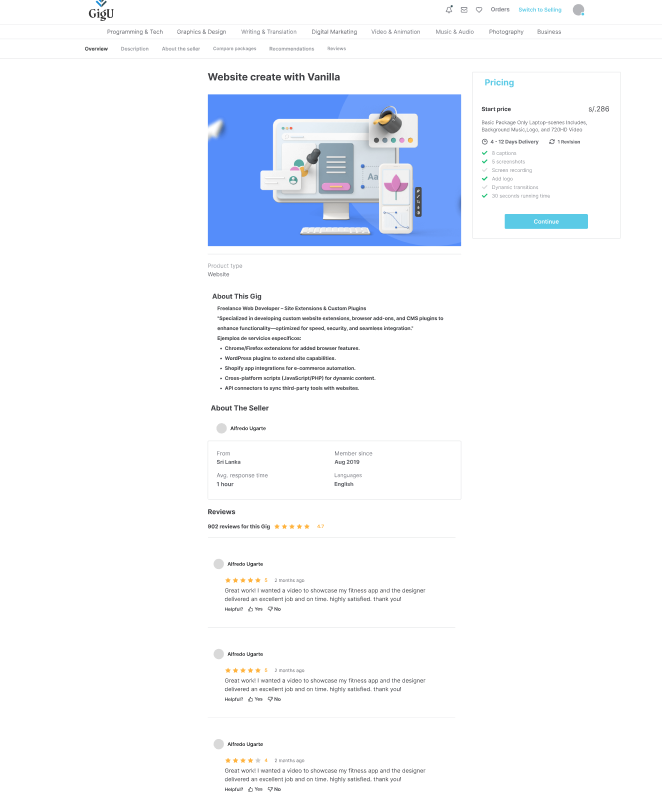 GigU
Orders
Switch to Selling
Programming & Tech
Graphics & Design
Writing & Translation
Digital Marketing
Video & Animation
Music & Audio
Photography
Business
Overview
Description
About the seller
Compare packages
Recommendations
Reviews
Website create with Vanilla
Aa
Pricing
Start price
s/.286
Basic Package Only Laptop-scenes Includes,
Background Music,Logo, and 720HD Video
4 - 12 Days Delivery
1 Revision
8 captions
5 screenshots
Screen recording
Add logo
Dynamic transitions
30 seconds running time
Continue
Product type
Website
About This Gig
Freelance Web Developer – Site Extensions & Custom Plugins
"Specialized in developing custom website extensions, browser add-ons, and CMS plugins to
enhance functionality—optimized for speed, security, and seamless integration."
Ejemplos de servicios específicos:
• Chrome/Firefox extensions for added browser features.
• WordPress plugins to extend site capabilities.
• Shopify app integrations for e-commerce automation.
• Cross-platform scripts (JavaScript/PHP) for dynamic content.
• API connectors to sync third-party tools with websites.
About The Seller
Alfredo Ugarte
From
Member since
Sri Lanka
Aug 2019
Avg. response time
Languages
1 hour
English
Reviews
902 reviews for this Gig
4.7
Alfredo Ugarte
5 2 months ago
Great work! I wanted a video to showcase my fitness app and the designer
delivered an excellent job and on time. highly satisfied. thank you!
Helpful? Yes No
Alfredo Ugarte
5 2 months ago
Great work! I wanted a video to showcase my fitness app and the designer
delivered an excellent job and on time. highly satisfied. thank you!
Helpful? Yes No
Alfredo Ugarte
4 2 months ago
Great work! I wanted a video to showcase my fitness app and the designer
delivered an excellent job and on time. highly satisfied. thank you!
Helpful? Yes No